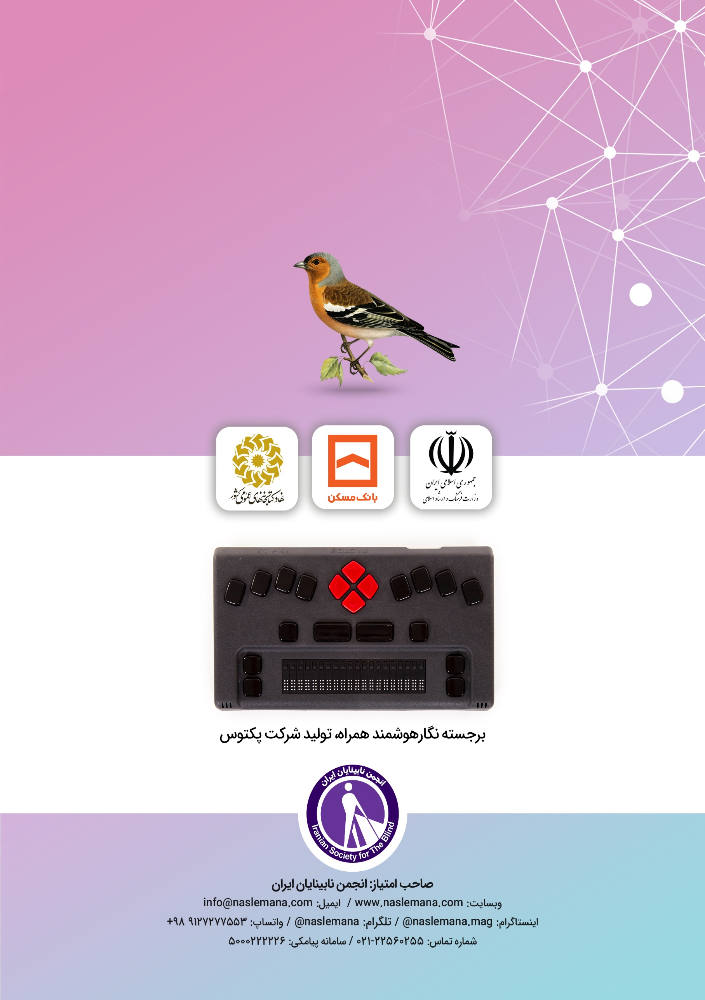 جمهوری اسلامی ایران
وزارت فرهنگ و ارشاد اسلامی
بانک مسکن
نهاد کتابخانه‌های عمومی کشور
PACTOS
برجسته نگارهوشمند همراه، تولید شرکت پکتوس
انجمن نابینایان ایران
Iranian Society for The Blind
صاحب امتیاز: انجمن نابینایان ایران
وبسایت: www.naslemana.com / ایمیل: info@naslemana.com
اینستاگرام: @naslemana.mag / تلگرام: @naslemana / واتساپ: +۹۸ ۹۱۲۷۲۷۷۵۵۳
شماره تماس: ۰۲۱-۲۲۵۶۰۲۵۵ / سامانه پیامکی: ۵۰۰۰۲۲۲۲۲۶